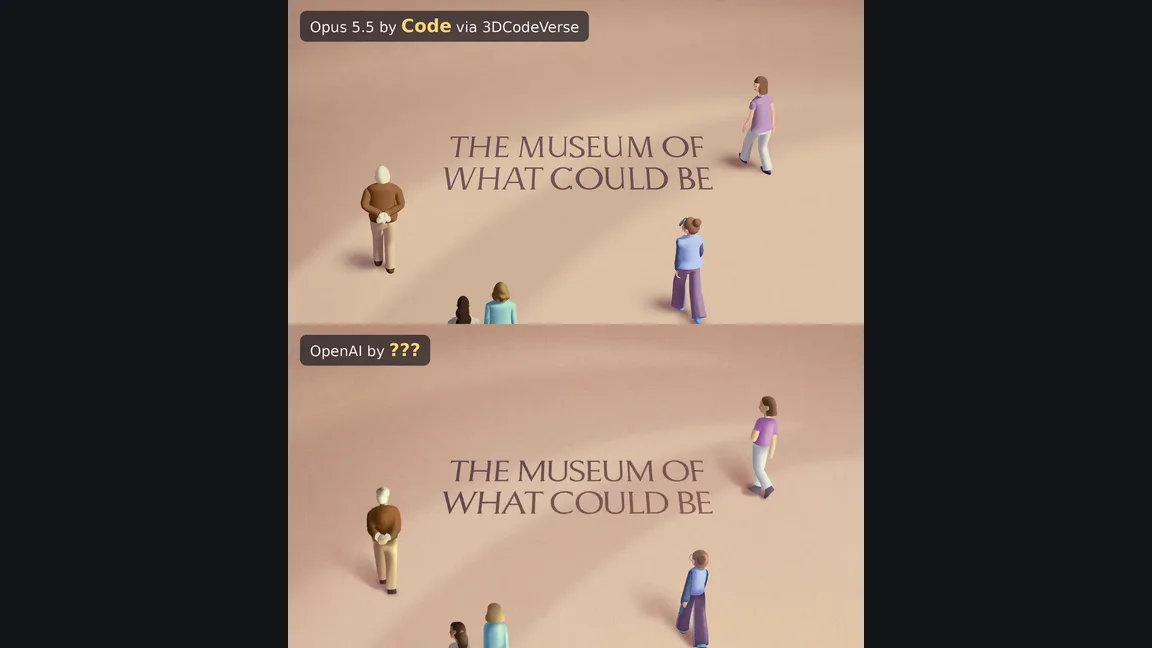 Opus 5.5 by Code via 3DCodeVerse
THE MUSEUM OF
WHAT COULD BE
OpenAI by ???
THE MUSEUM OF
WHAT COULD BE